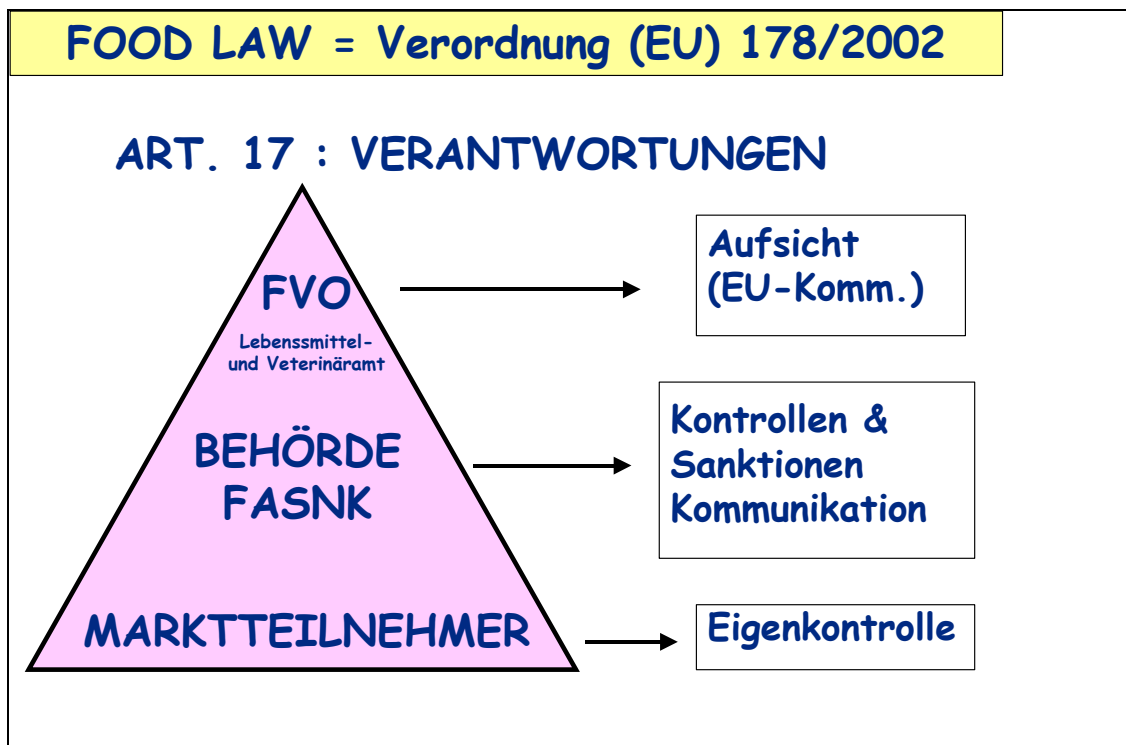 FOOD LAW = Verordnung (EU) 178/2002
ART. 17 : VERANTWORTUNGEN
FVO
Lebenssmittel-
und Veterinäramt
Aufsicht
(EU-Komm.)
BEHÖRDE
FASNK
Kontrollen &
Sanktionen
Kommunikation
MARKTTEILNEHMER
Eigenkontrolle